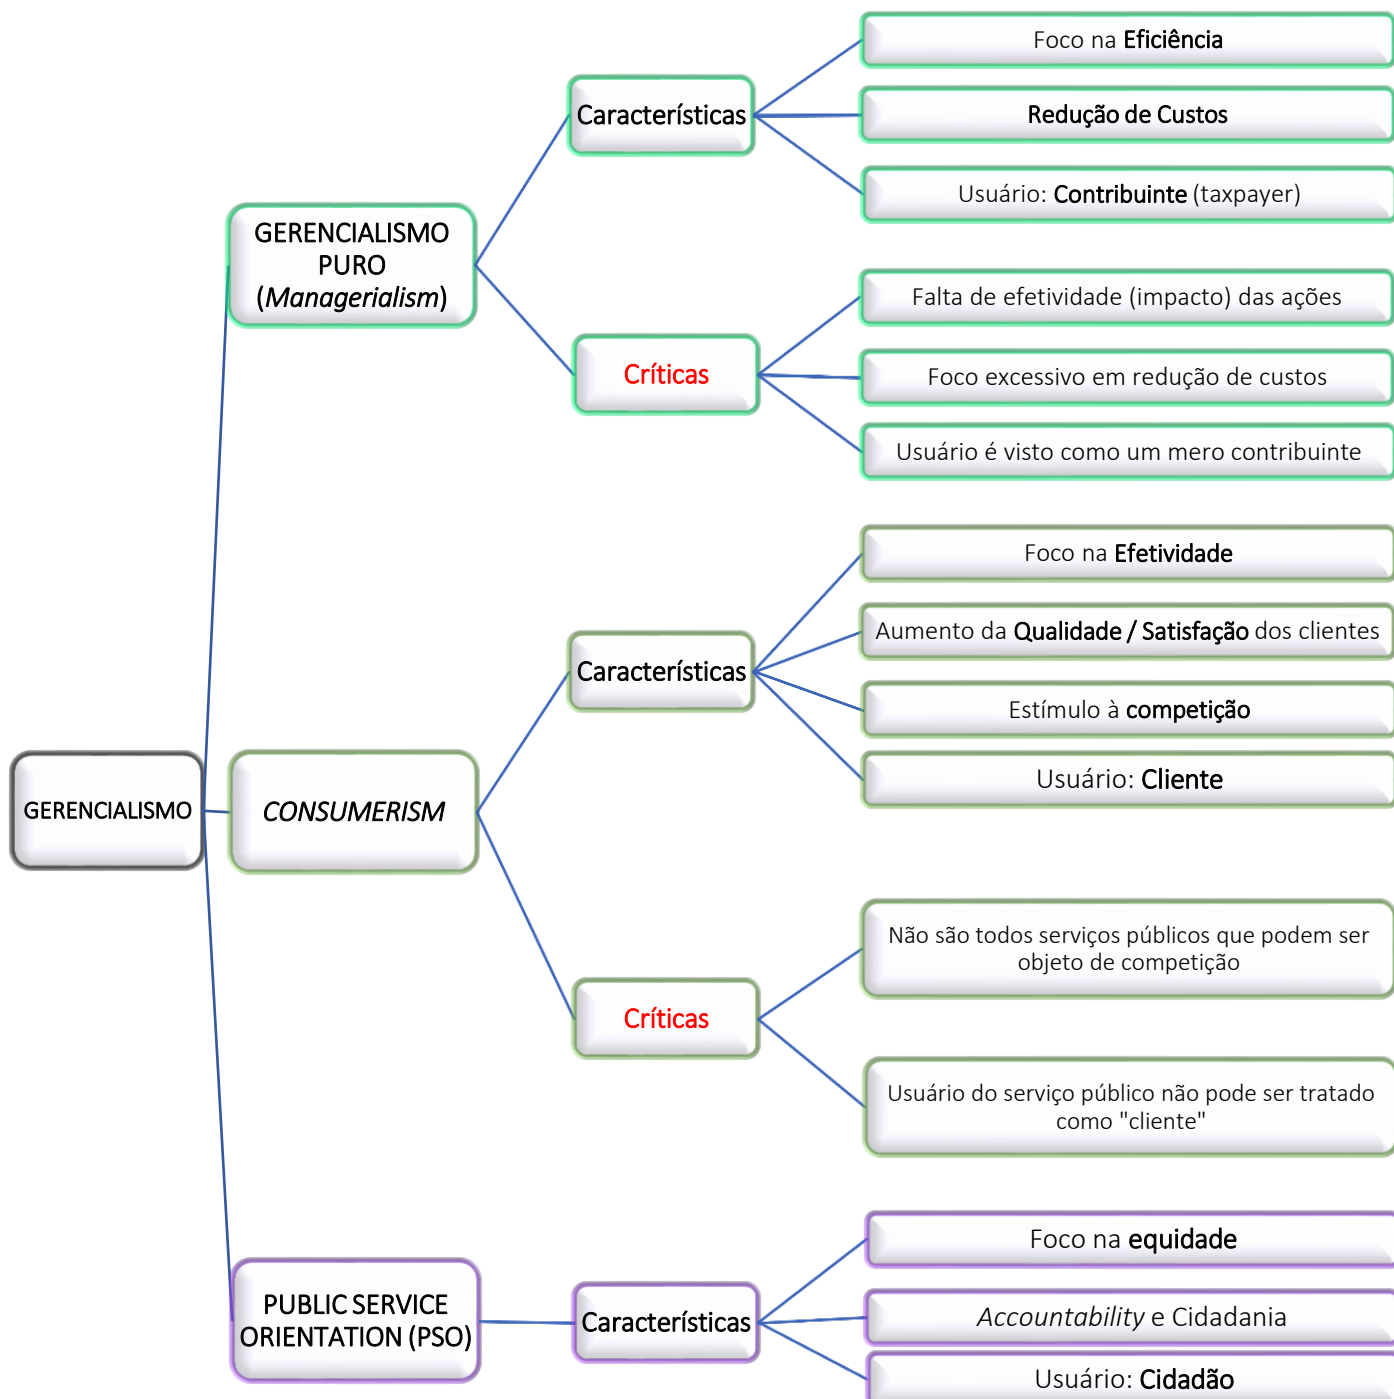 GERENCIALISMO
GERENCIALISMO
PURO
(Managerialism)
Características
Foco na Eficiência
Redução de Custos
Usuário: Contribuinte (taxpayer)
Críticas
Falta de efetividade (impacto) das ações
Foco excessivo em redução de custos
Usuário é visto como um mero contribuinte
CONSUMERISM
Características
Foco na Efetividade
Aumento da Qualidade / Satisfação dos clientes
Estímulo à competição
Usuário: Cliente
Críticas
Não são todos serviços públicos que podem ser
objeto de competição
Usuário do serviço público não pode ser tratado
como "cliente"
PUBLIC SERVICE
ORIENTATION (PSO)
Características
Foco na equidade
Accountability e Cidadania
Usuário: Cidadão